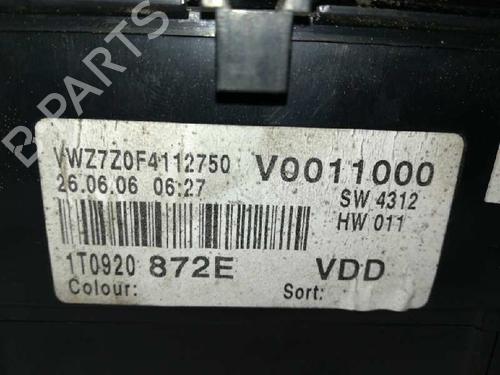 B-PARTS
VWZ7Z0F4112750 V0011000
26.06.06 06:27 SW 4312
HW 011
1T0920 872E VDD
Colour: Sort: